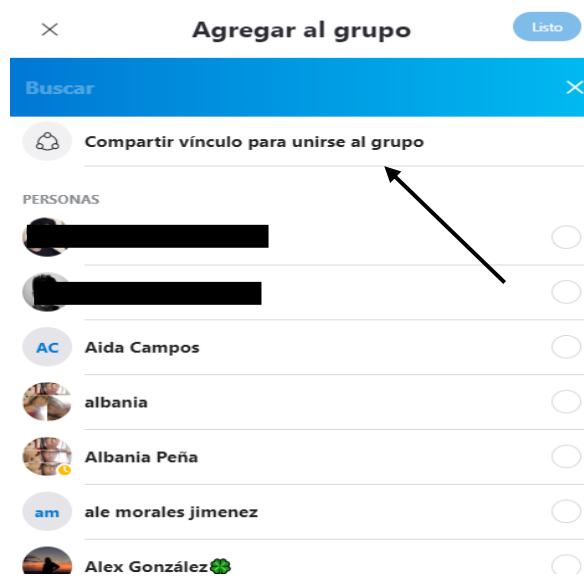 Agregar al grupo
Listo
Buscar
Compartir vínculo para unirse al grupo
PERSONAS
AC
Aida Campos
albania
Albania Peña
am
ale morales jimenez
Alex González🍀